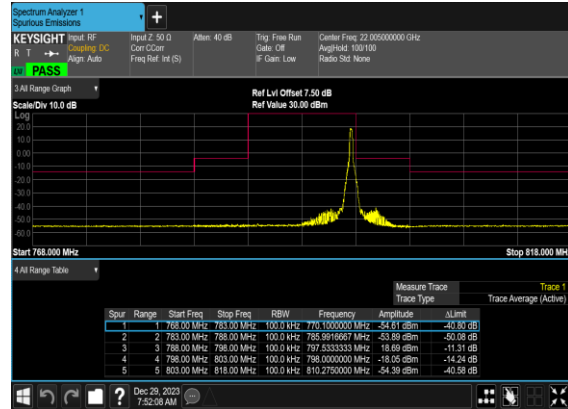 Spectrum Analyzer 1
Spurious Emissions
KEYSIGHT Input: RF Input Z: 50 Ω Atten: 40 dB Trig: Free Run Center Freq: 22.005000000 GHz
R T Coupling: DC Corr CCorr Gate: Off Avg|Hold: 100/100
Align: Auto Freq Ref: Int (S) IF Gain: Low Radio Std: None
PASS
3 All Range Graph
Ref Lvl Offset 7.50 dB
Scale/Div 10.0 dB Ref Value 30.00 dBm
Log
20.0
10.0
0.00
-10.0
-20.0
-30.0
-40.0
-50.0
-60.0
Start 768.000 MHz Stop 818.000 MH
4 All Range Table
Measure Trace Trace 1
Trace Type Trace Average (Active)
Spur Range Start Freq Stop Freq RBW Frequency Amplitude ΔLimit
1 1 768.00 MHz 783.00 MHz 100.0 kHz 770.1000000 MHz -54.61 dBm -40.80 dB
2 2 783.00 MHz 788.00 MHz 100.0 kHz 785.9916667 MHz -53.89 dBm -50.08 dB
3 3 788.00 MHz 798.00 MHz 100.0 kHz 797.5333333 MHz 18.69 dBm -11.31 dB
4 4 798.00 MHz 803.00 MHz 100.0 kHz 798.0000000 MHz -18.05 dBm -14.24 dB
5 5 803.00 MHz 818.00 MHz 100.0 kHz 810.2750000 MHz -54.39 dBm -40.58 dB
Dec 29, 2023
7:52:08 AM